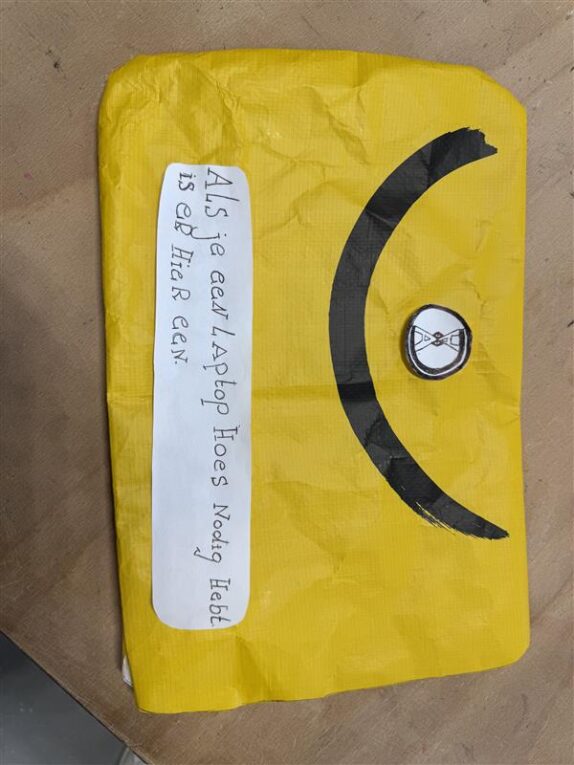 Als je een Laptop Hoes Nodig Hebt.
is er Hier een.